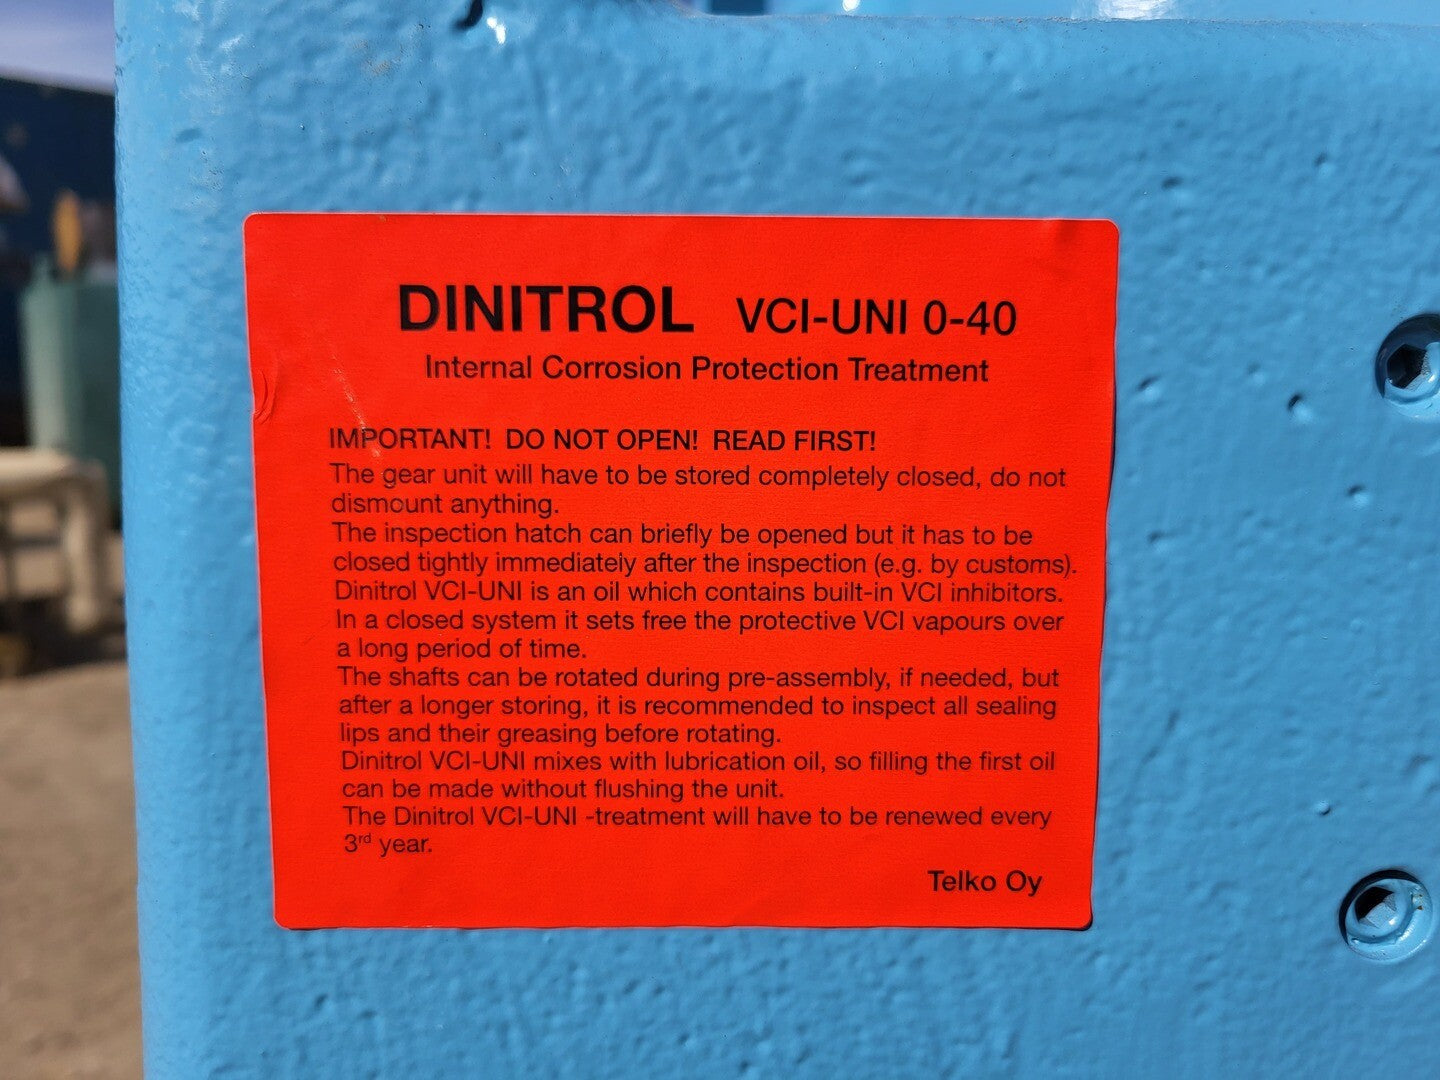 DINITROL VCI-UNI 0-40
Internal Corrosion Protection Treatment
IMPORTANT! DO NOT OPEN! READ FIRST!
The gear unit will have to be stored completely closed, do not
dismount anything.
The inspection hatch can briefly be opened but it has to be
closed tightly immediately after the inspection (e.g. by customs).
Dinitrol VCI-UNI is an oil which contains built-in VCI inhibitors.
In a closed system it sets free the protective VCI vapours over
a long period of time.
The shafts can be rotated during pre-assembly, if needed, but
after a longer storing, it is recommended to inspect all sealing
lips and their greasing before rotating.
Dinitrol VCI-UNI mixes with lubrication oil, so filling the first oil
can be made without flushing the unit.
The Dinitrol VCI-UNI -treatment will have to be renewed every
3rd year.
Telko Oy